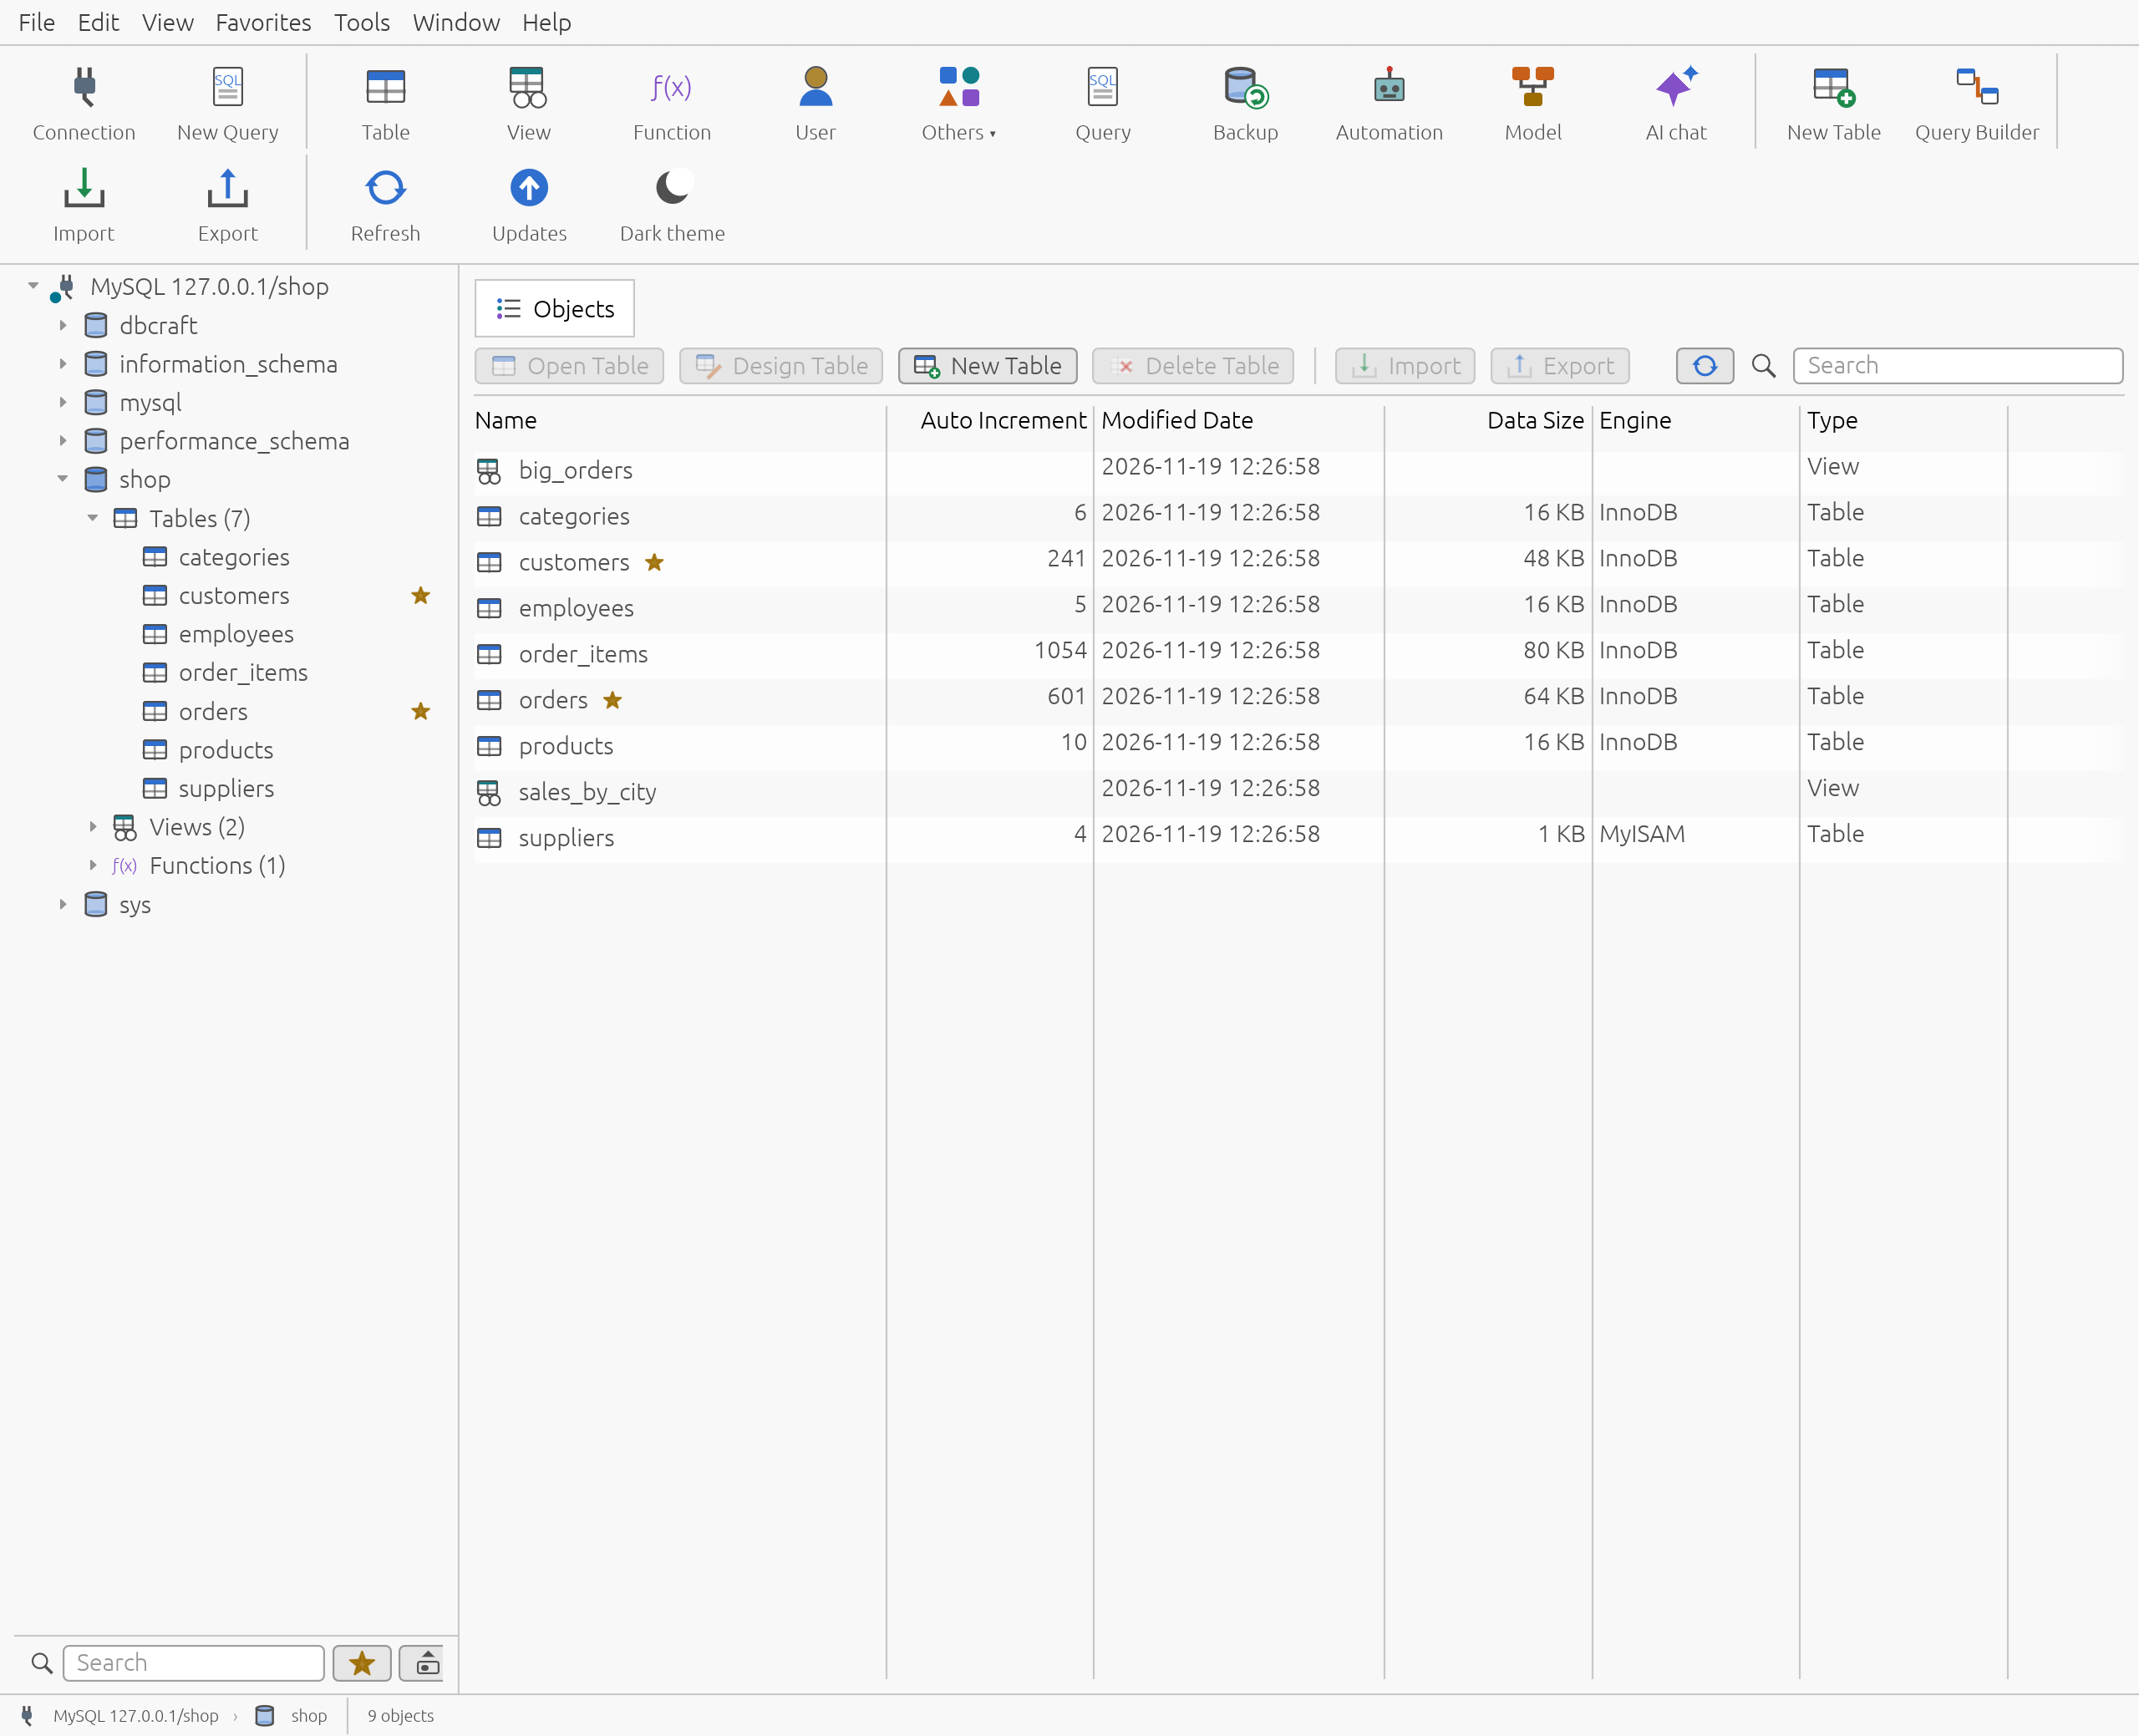 File Edit View Favorites Tools Window Help
SQL SQL
ƒ(x)
Connection New Query Table View Function User Others ▾ Query Backup Automation Model AI chat New Table Query Builder
Import Export Refresh Updates Dark theme
MySQL 127.0.0.1/shop
dbcraft
information_schema
mysql
performance_schema
shop
Tables (7)
categories
customers
employees
order_items
orders
products
suppliers
Views (2)
ƒ(x) Functions (1)
sys
Search
Objects
Open Table Design Table New Table Delete Table Import Export Search
Name Auto Increment Modified Date Data Size Engine Type
big_orders 2026-11-19 12:26:58 View
categories 6 2026-11-19 12:26:58 16 KB InnoDB Table
customers 241 2026-11-19 12:26:58 48 KB InnoDB Table
employees 5 2026-11-19 12:26:58 16 KB InnoDB Table
order_items 1054 2026-11-19 12:26:58 80 KB InnoDB Table
orders 601 2026-11-19 12:26:58 64 KB InnoDB Table
products 10 2026-11-19 12:26:58 16 KB InnoDB Table
sales_by_city 2026-11-19 12:26:58 View
suppliers 4 2026-11-19 12:26:58 1 KB MyISAM Table
MySQL 127.0.0.1/shop › shop 9 objects